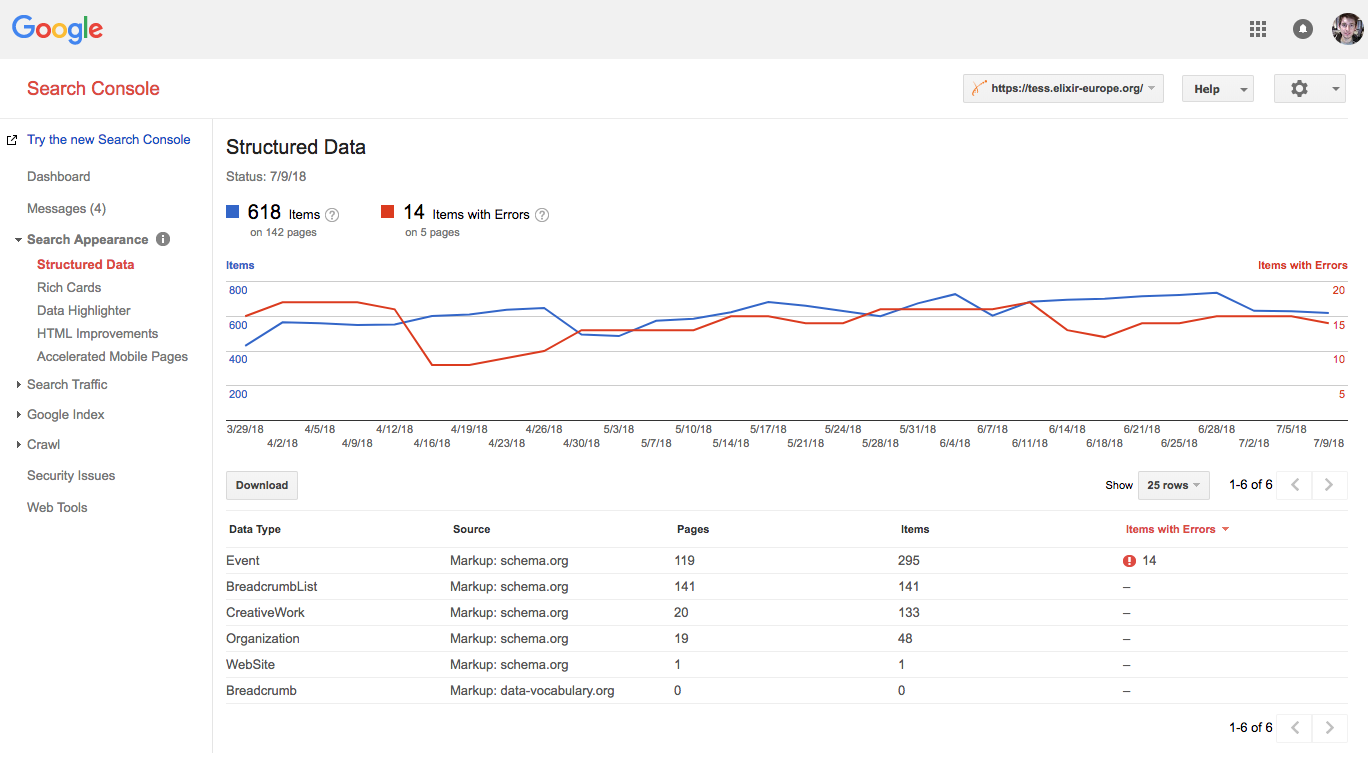 Google
Search Console
https://tess.elixir-europe.org/
Help
Try the new Search Console
Dashboard
Messages (4)
Search Appearance
Structured Data
Rich Cards
Data Highlighter
HTML Improvements
Accelerated Mobile Pages
Search Traffic
Google Index
Crawl
Security Issues
Web Tools
Structured Data
Status: 7/9/18
618 Items ? 14 Items with Errors ?
on 142 pages on 5 pages
Items Items with Errors
800 20
600 15
400 10
200 5
3/29/18 4/5/18 4/12/18 4/19/18 4/26/18 5/3/18 5/10/18 5/17/18 5/24/18 5/31/18 6/7/18 6/14/18 6/21/18 6/28/18 7/5/18
4/2/18 4/9/18 4/16/18 4/23/18 4/30/18 5/7/18 5/14/18 5/21/18 5/28/18 6/4/18 6/11/18 6/18/18 6/25/18 7/2/18 7/9/18
Download Show 25 rows 1-6 of 6
Data Type Source Pages Items Items with Errors
Event Markup: schema.org 119 295 14
BreadcrumbList Markup: schema.org 141 141 –
CreativeWork Markup: schema.org 20 133 –
Organization Markup: schema.org 19 48 –
WebSite Markup: schema.org 1 1 –
Breadcrumb Markup: data-vocabulary.org 0 0 –
1-6 of 6